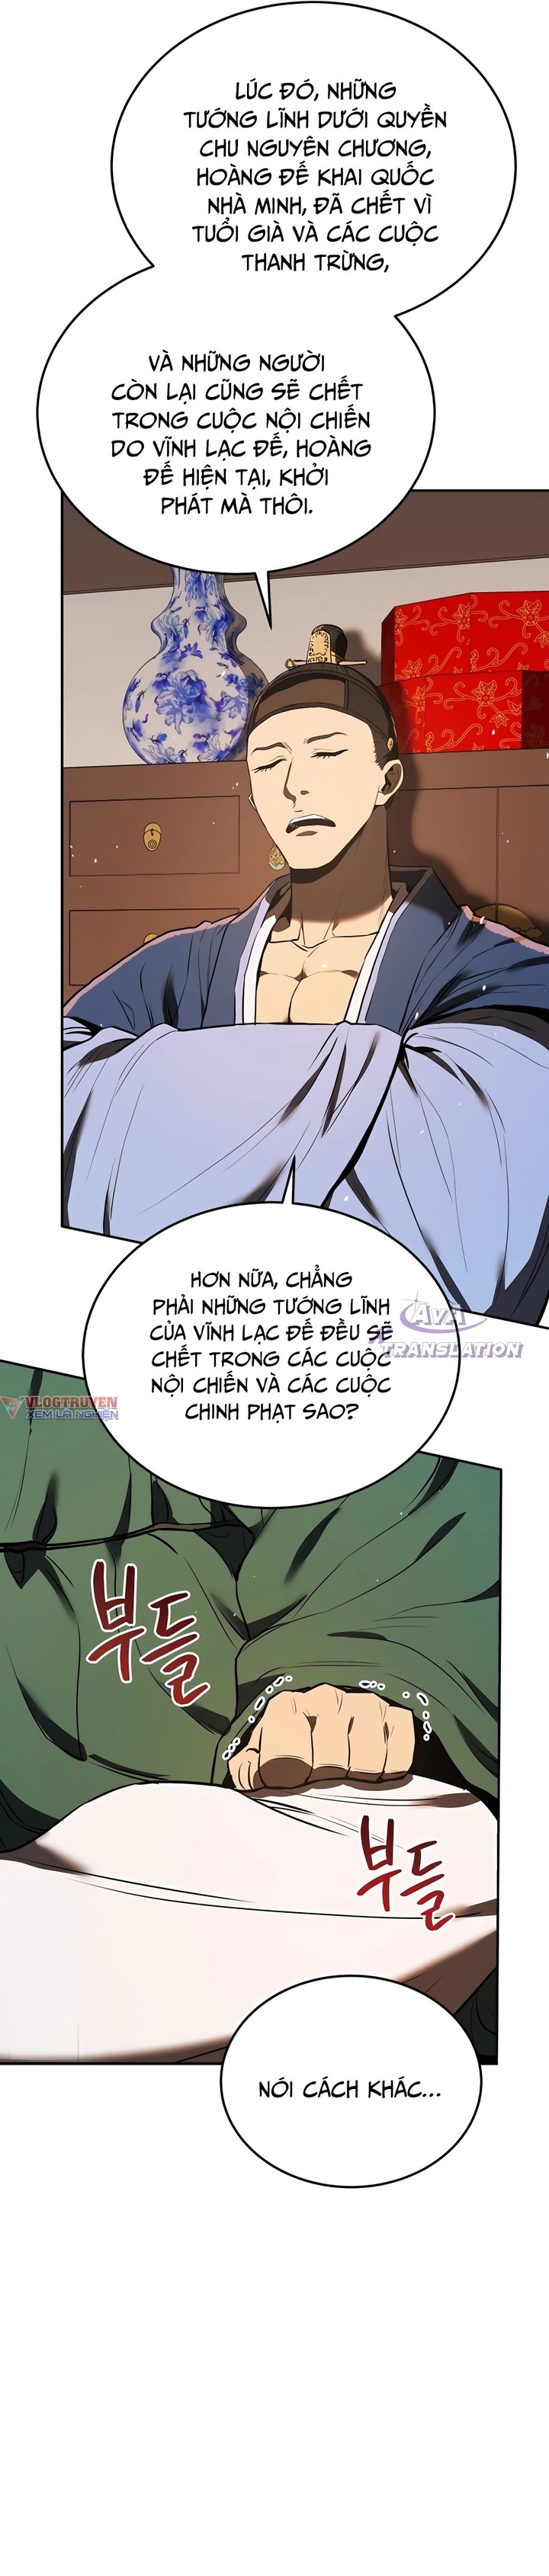 LÚC ĐÓ, NHỮNG
TƯỚNG LĨNH DƯỚI QUYỀN
CHU NGUYÊN CHƯƠNG,
HOÀNG ĐẾ KHAI QUỐC
NHÀ MINH, ĐÃ CHẾT VÌ
TUỔI GIÀ VÀ CÁC CUỘC
THANH TRỪNG,
VÀ NHỮNG NGƯỜI
CÒN LẠI CŨNG SẼ CHẾT
TRONG CUỘC NỘI CHIẾN
DO VĨNH LẠC ĐẾ, HOÀNG
ĐẾ HIỆN TẠI, KHỞI
PHÁT MÀ THÔI.
HƠN NỮA, CHẲNG
PHẢI NHỮNG TƯỚNG LĨNH
CỦA VĨNH LẠC ĐẾ ĐỀU SẼ
CHẾT TRONG CÁC CUỘC
NỘI CHIẾN VÀ CÁC CUỘC
CHINH PHẠT SAO?
AVA
TRANSLATION
VLOGTRUYEN
XEM LÀ NGHIỆN
부들
부들
NÓI CÁCH KHÁC...